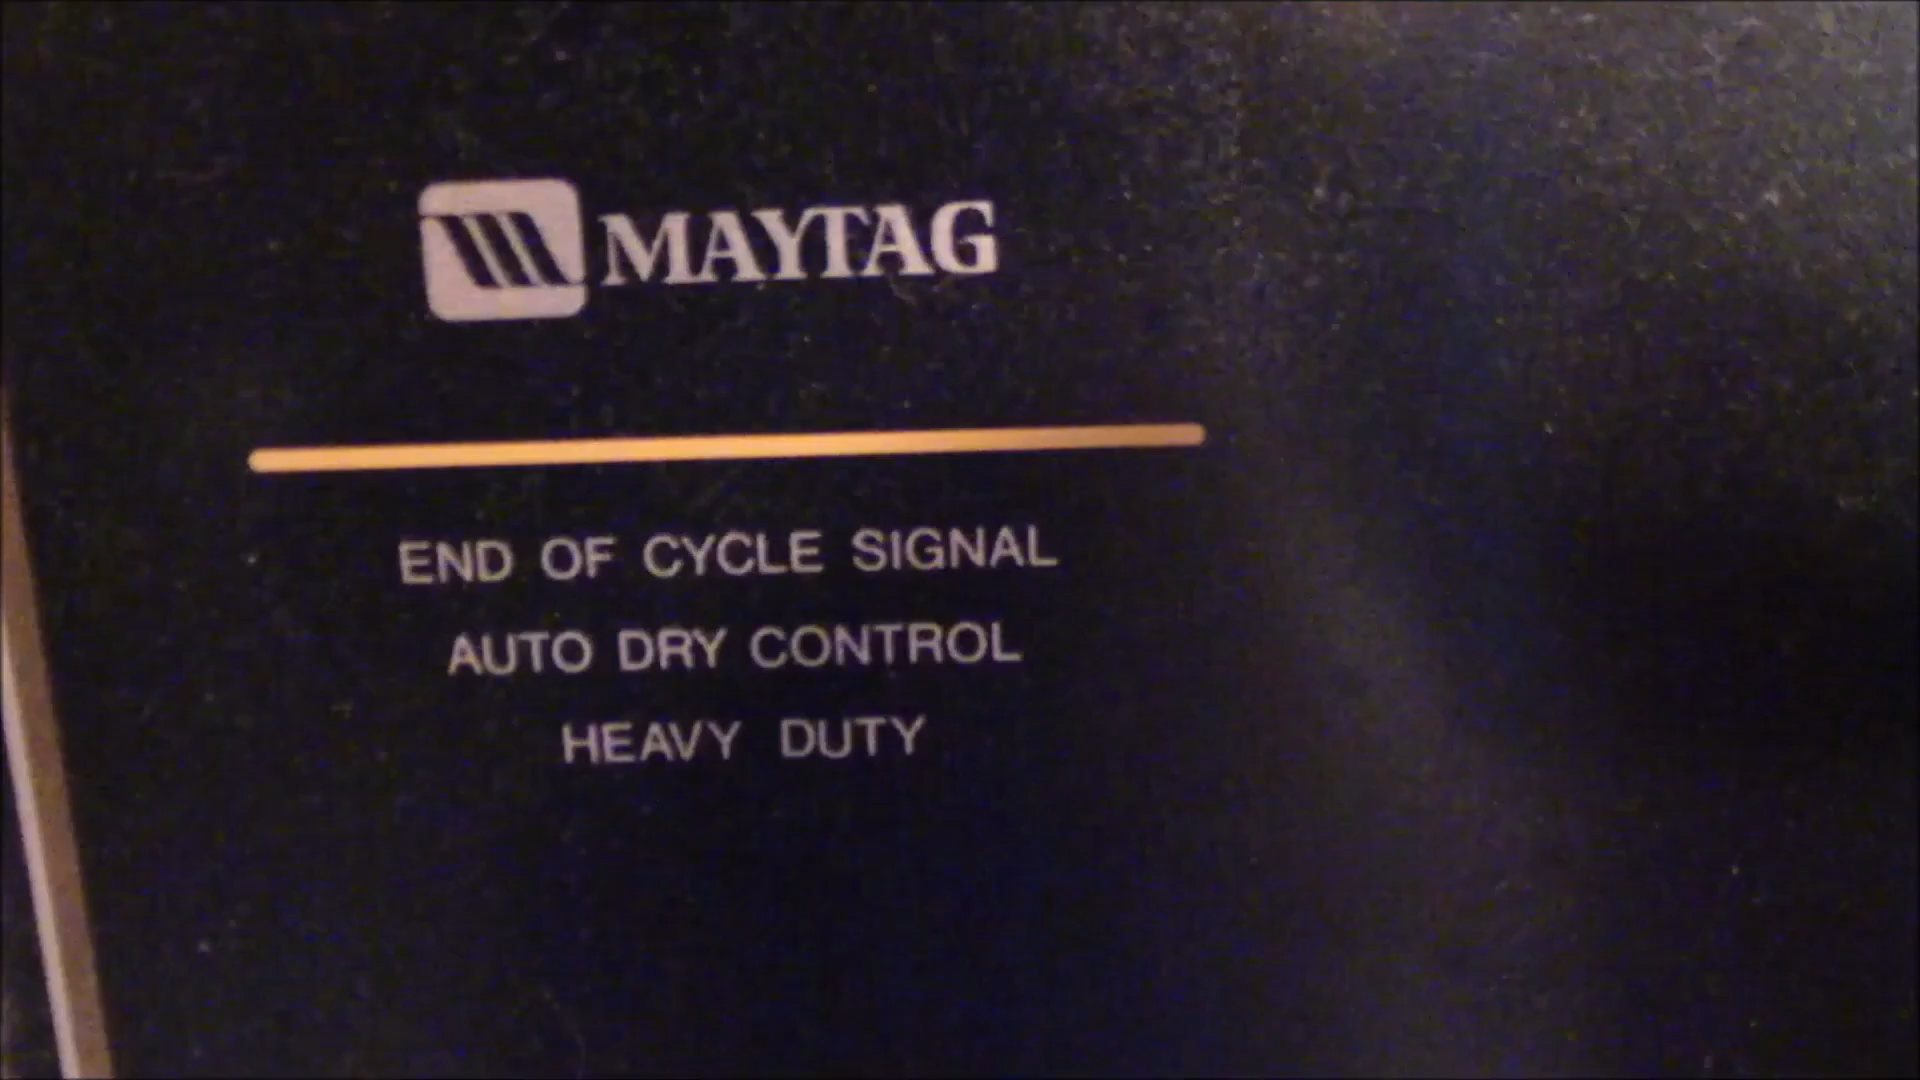 MAYTAG
END OF CYCLE SIGNAL
AUTO DRY CONTROL
HEAVY DUTY